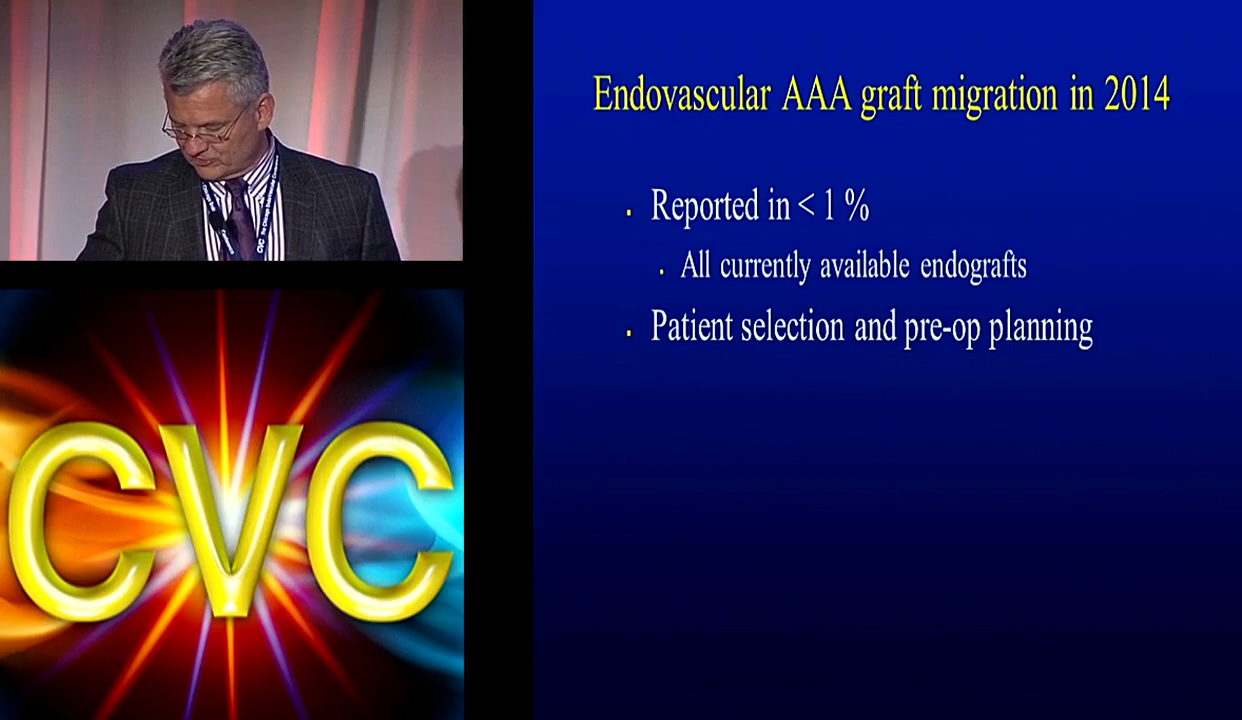 Endovascular AAA graft migration in 2014
Reported in < 1 %
All currently available endografts
Patient selection and pre-op planning
CVC
CVC